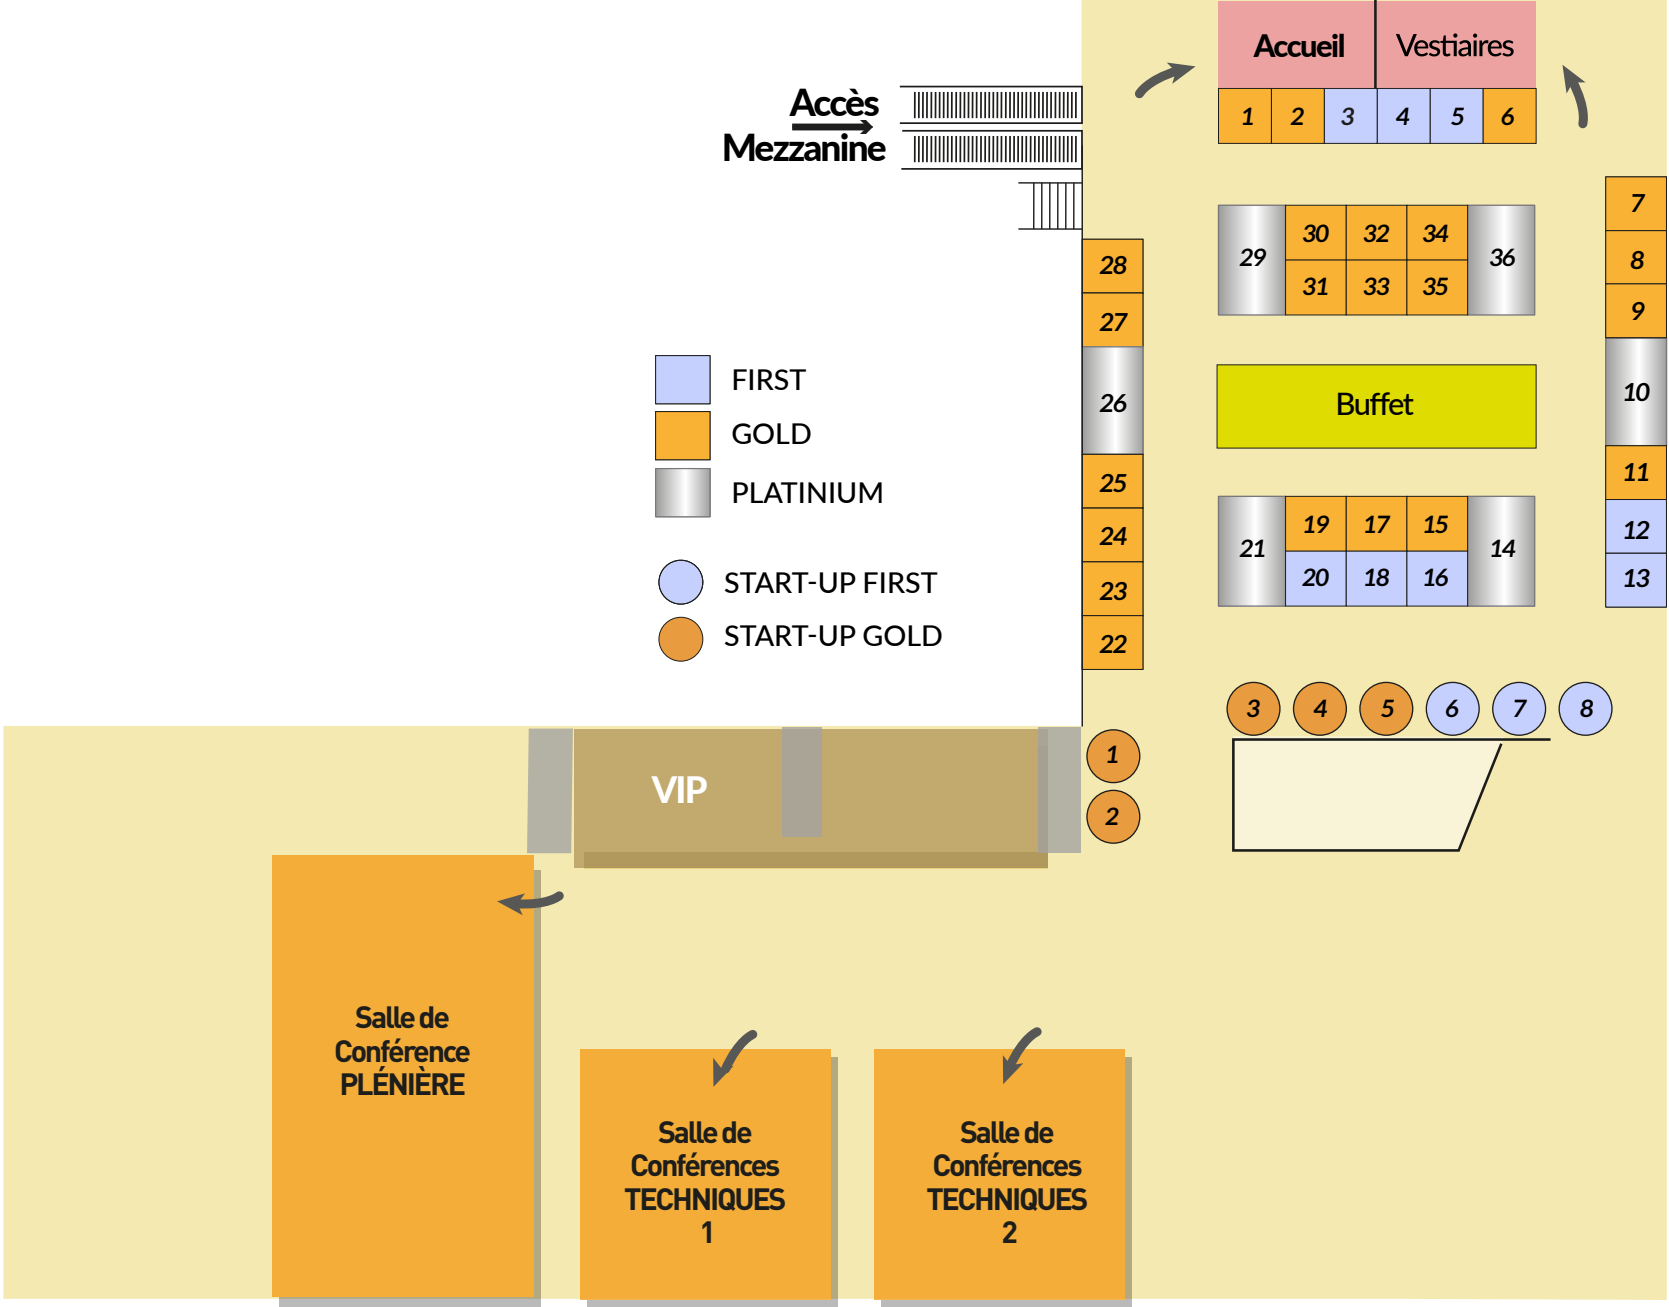 Accueil
Vestiaires
1 2 3 4 5 6
Accès
Mezzanine
7
8
9
10
11
12
13
29
30 32 34
31 33 35
36
28
27
26
25
24
23
22
Buffet
FIRST
GOLD
PLATINIUM
START-UP FIRST
START-UP GOLD
21
19 17 15
20 18 16
14
3 4 5 6 7 8
1
2
VIP
Salle de
Conférence
PLÉNIÈRE
Salle de
Conférences
TECHNIQUES
1
Salle de
Conférences
TECHNIQUES
2